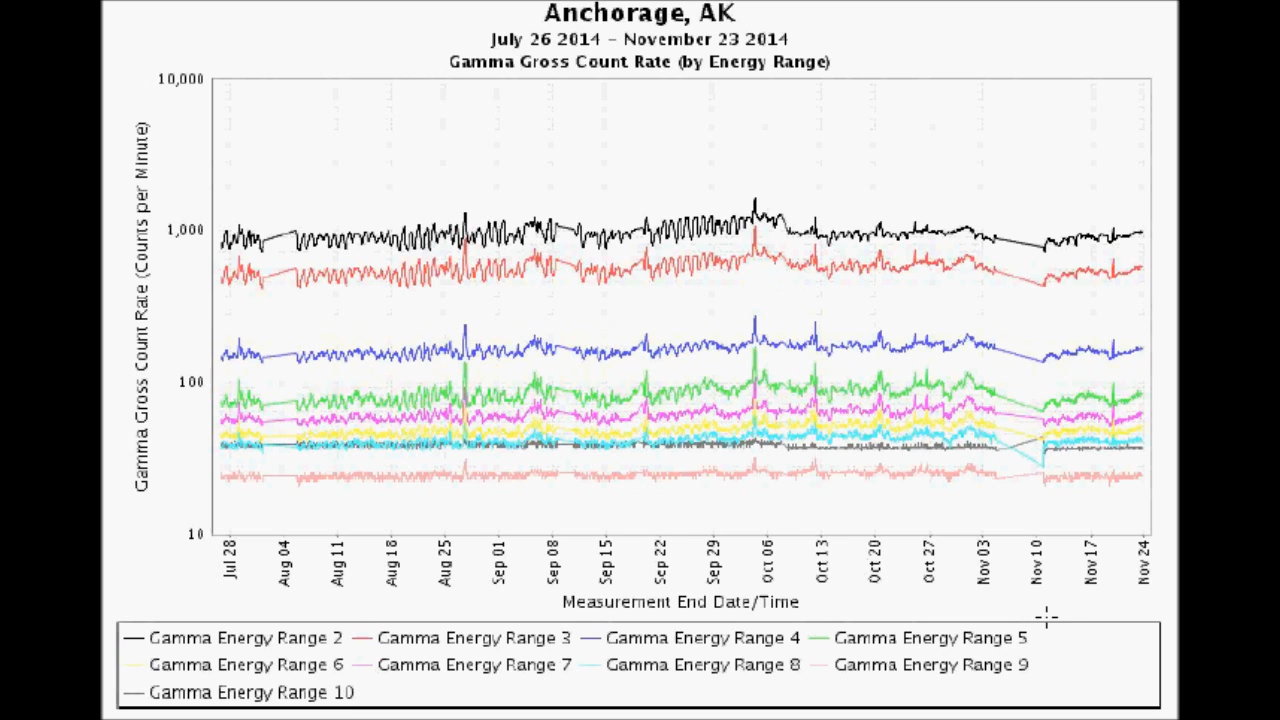 Anchorage, AK
July 26 2014 - November 23 2014
Gamma Gross Count Rate (by Energy Range)
Gamma Gross Count Rate (Counts per Minute)
10,000
1,000
100
10
Jul 28 Aug 04 Aug 11 Aug 18 Aug 25 Sep 01 Sep 08 Sep 15 Sep 22 Sep 29 Oct 06 Oct 13 Oct 20 Oct 27 Nov 03 Nov 10 Nov 17 Nov 24
Measurement End Date/Time
Gamma Energy Range 2 Gamma Energy Range 3 Gamma Energy Range 4 Gamma Energy Range 5
Gamma Energy Range 6 Gamma Energy Range 7 Gamma Energy Range 8 Gamma Energy Range 9
Gamma Energy Range 10